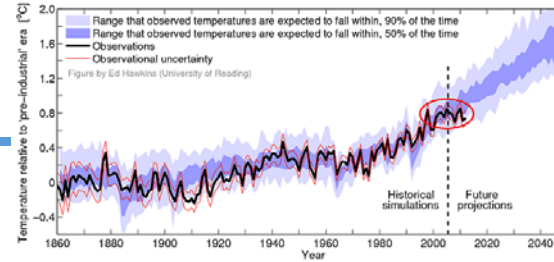 Temperature relative to 'pre–industrial' era [°C]
2.0
1.6
1.2
0.8
0.4
0
−0.4
Range that observed temperatures are expected to fall within, 90% of the time
Range that observed temperatures are expected to fall within, 50% of the time
Observations
Observational uncertainty
Figure by Ed Hawkins (University of Reading)
Historical simulations
Future projections
1860 1880 1900 1920 1940 1960 1980 2000 2020 2040
Year